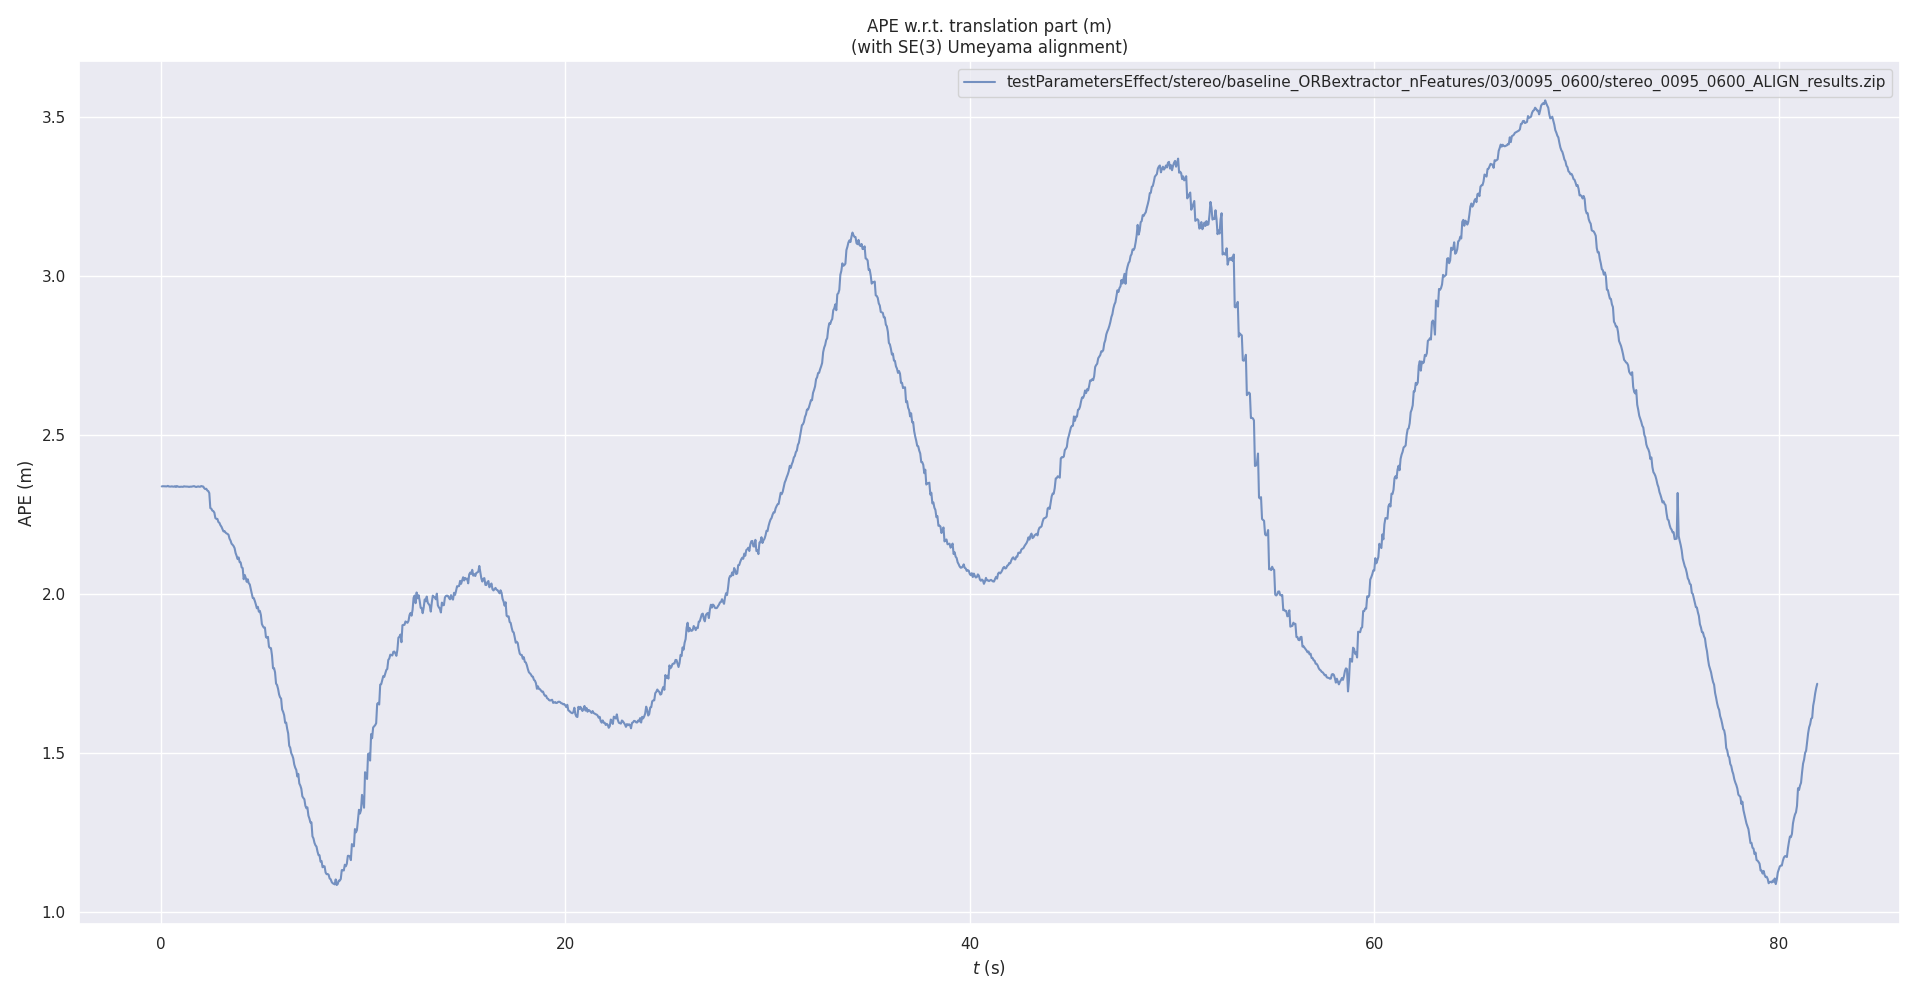 APE w.r.t. translation part (m)
(with SE(3) Umeyama alignment)
testParametersEffect/stereo/baseline_ORBextractor_nFeatures/03/0095_0600/stereo_0095_0600_ALIGN_results.zip
APE (m)
3.5
3.0
2.5
2.0
1.5
1.0
0 20 40 60 80
t (s)